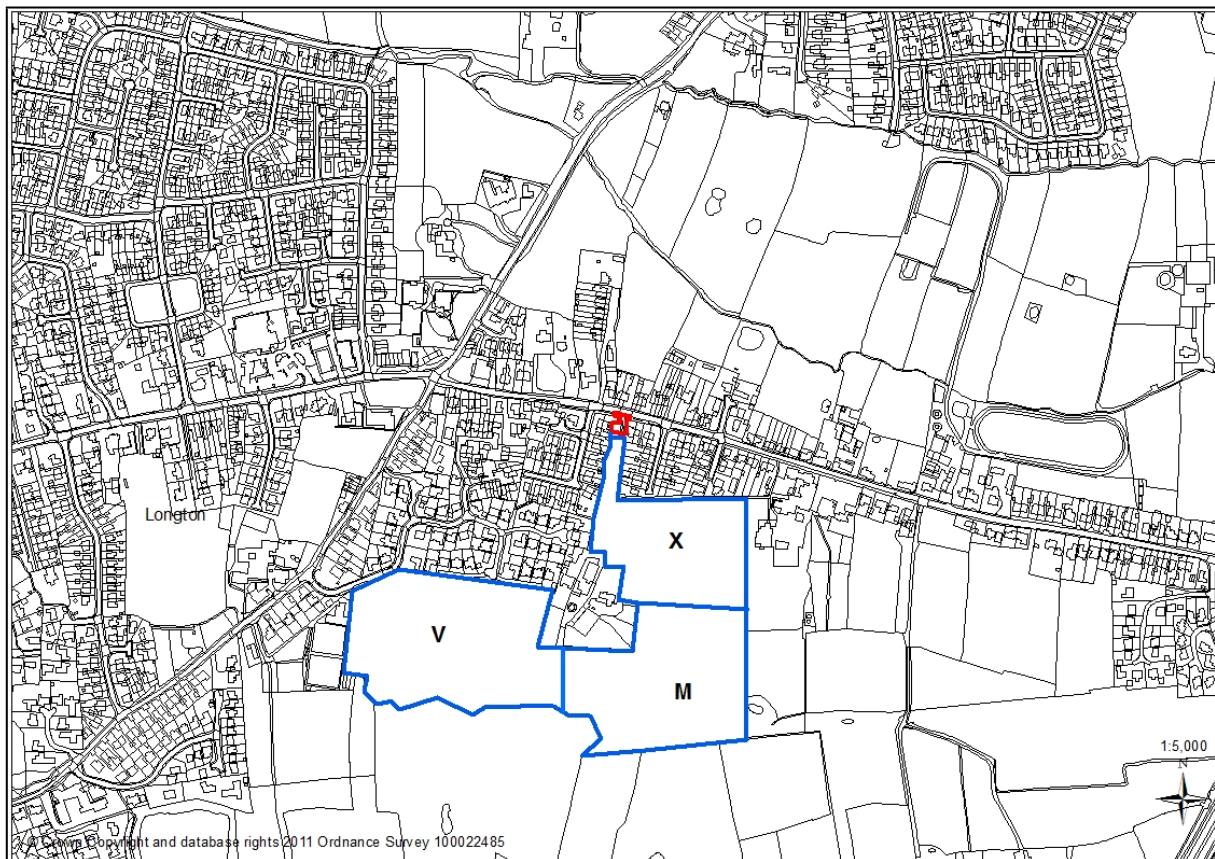 Longton
X
V
M
1:5,000
N
© Crown Copyright and database rights 2011 Ordnance Survey 100022485